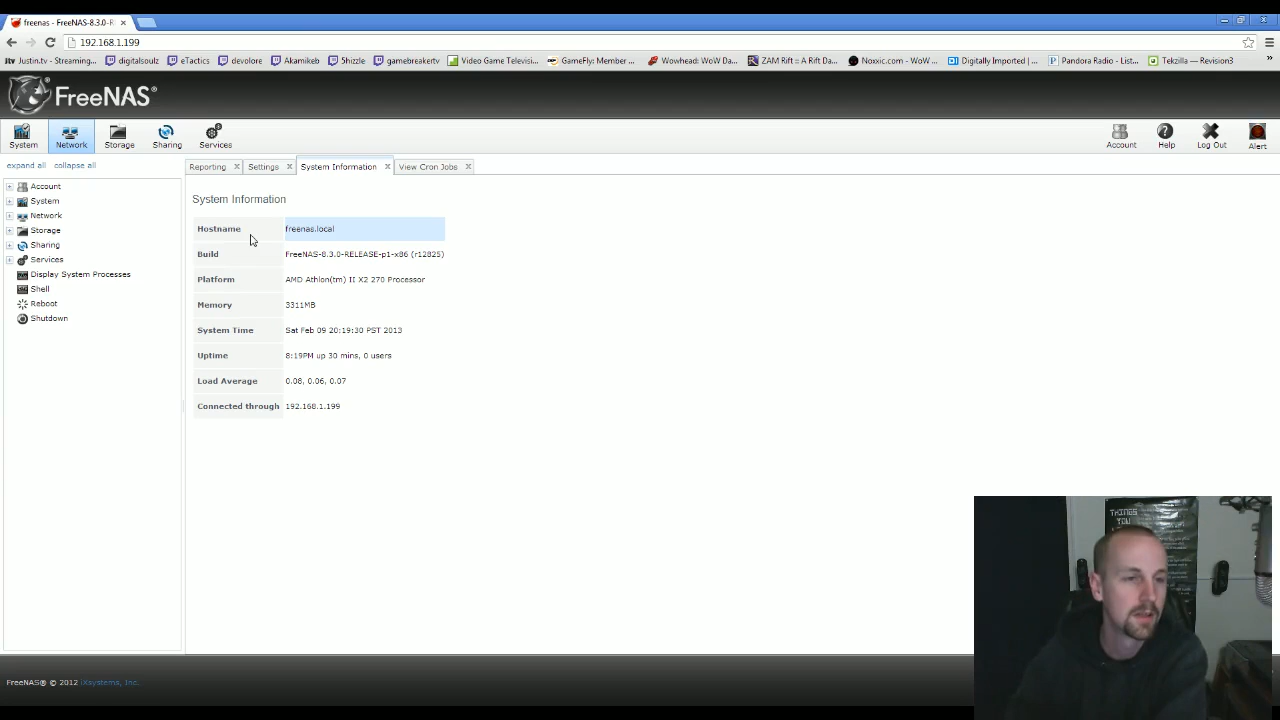 freenas - FreeNAS-8.3.0-R
192.168.1.199
Justin.tv - Streaming...
digitalsoulz
eTactics
devolore
Shizzle
Akamikeb
gamebreakertv
Video Game Televisi...
GameFly: Member ...
Wowhead: WoW Da...
ZAM Rift :: A Rift Da...
Noxxic.com - WoW ...
Digitally Imported | ...
Pandora Radio - List...
Tekzilla — Revision3
FreeNAS®
System
Network
Storage
Sharing
Services
Account
Help
Log Out
Alert
expand all
collapse all
Reporting
Settings
System Information
View Cron Jobs
Account
System
Network
Storage
Sharing
Services
Display System Processes
Shell
Reboot
Shutdown
System Information
Hostname freenas.local
Build FreeNAS-8.3.0-RELEASE-p1-x86 (r12825)
Platform AMD Athlon(tm) II X2 270 Processor
Memory 3311MB
System Time Sat Feb 09 20:19:30 PST 2013
Uptime 8:19PM up 30 mins, 0 users
Load Average 0.08, 0.06, 0.07
Connected through 192.168.1.199
THINGS
YOU
FreeNAS® © 2012 iXsystems, Inc.